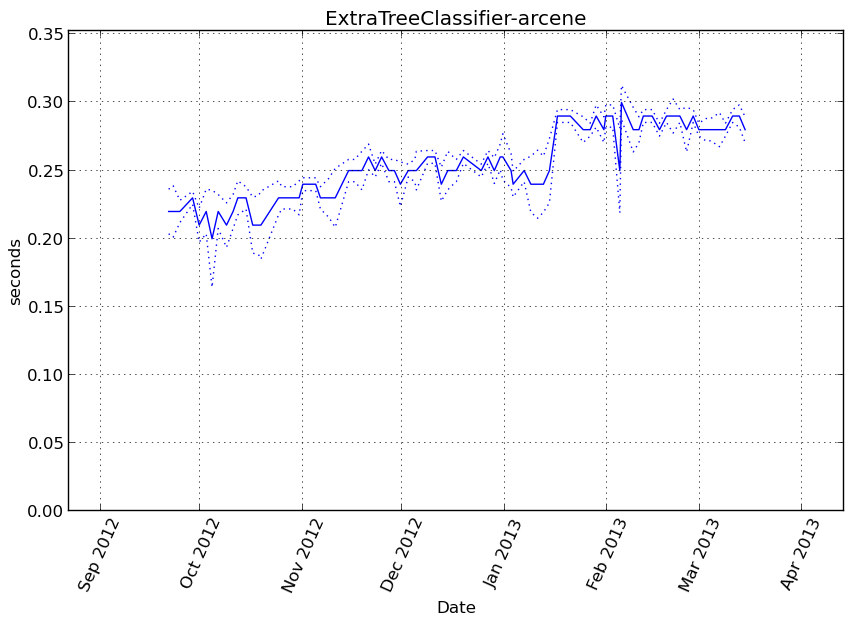 ExtraTreeClassifier-arcene
0.35
0.30
0.25
0.20
0.15
0.10
0.05
0.00
seconds
Sep 2012
Oct 2012
Nov 2012
Dec 2012
Jan 2013
Feb 2013
Mar 2013
Apr 2013
Date